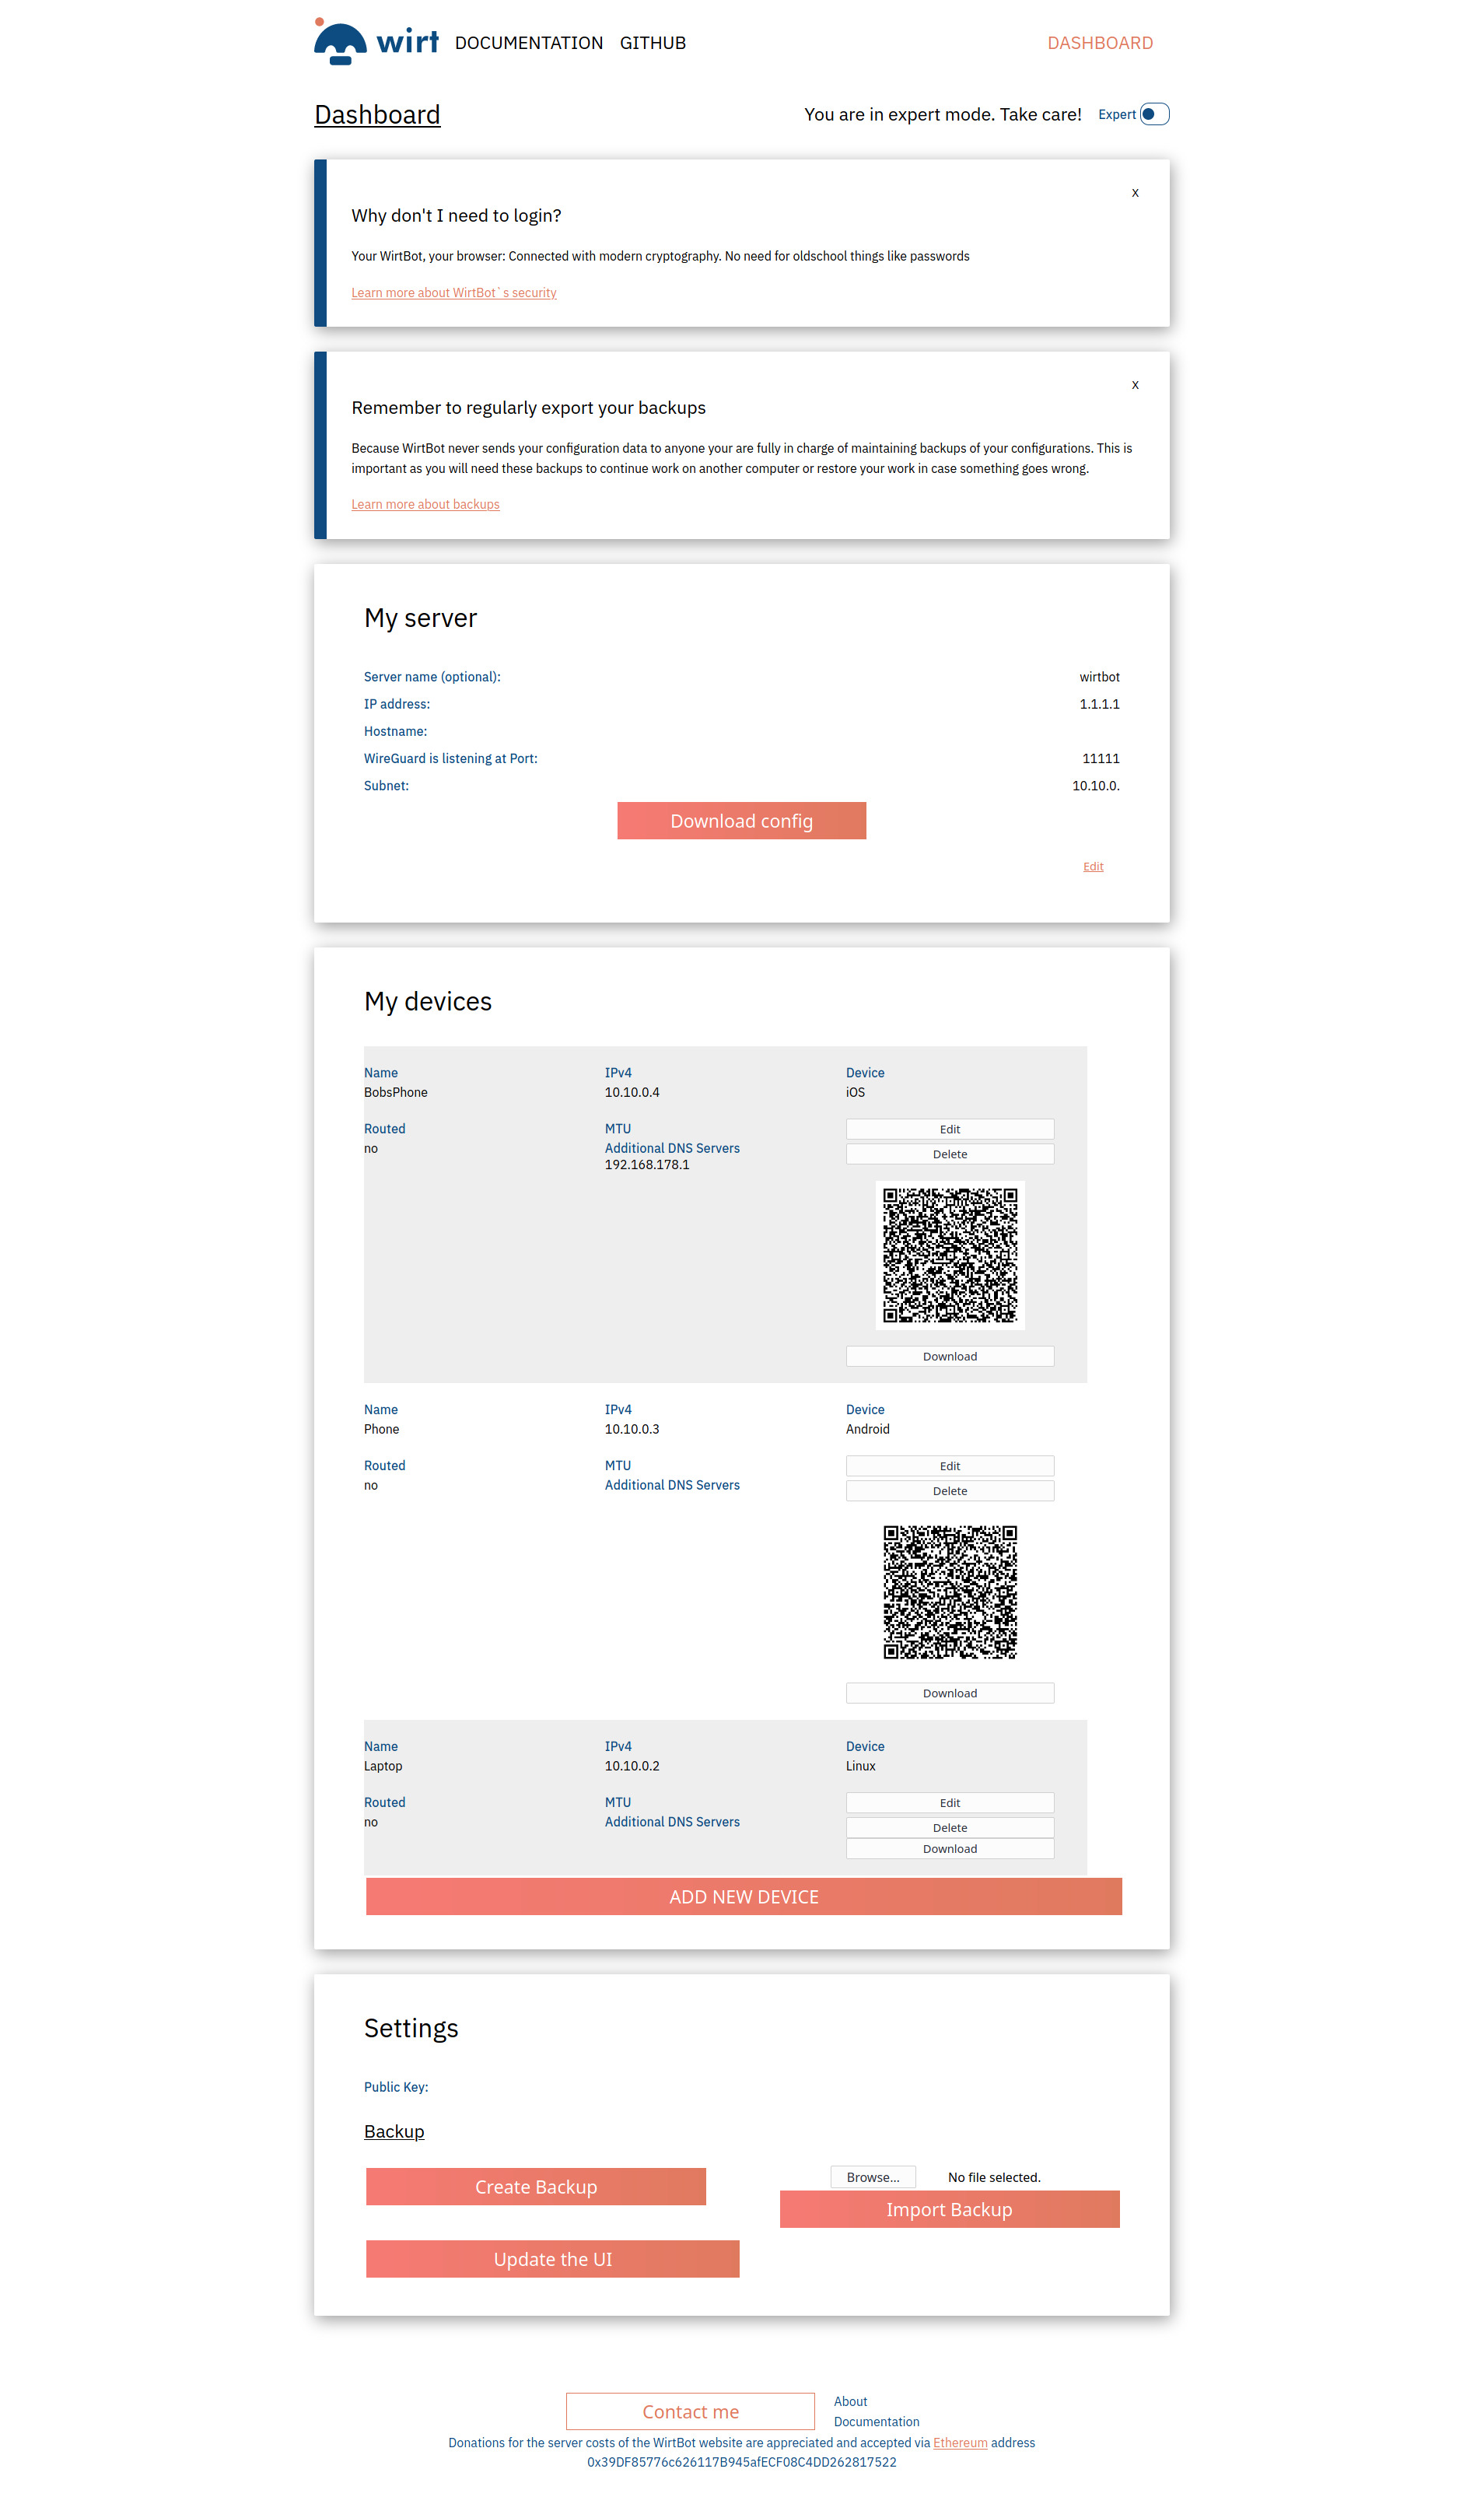 wirt DOCUMENTATION GITHUB DASHBOARD
Dashboard You are in expert mode. Take care! Expert
x
Why don't I need to login?
Your WirtBot, your browser: Connected with modern cryptography. No need for oldschool things like passwords
Learn more about WirtBot`s security
x
Remember to regularly export your backups
Because WirtBot never sends your configuration data to anyone your are fully in charge of maintaining backups of your configurations. This is
important as you will need these backups to continue work on another computer or restore your work in case something goes wrong.
Learn more about backups
My server
Server name (optional): wirtbot
IP address: 1.1.1.1
Hostname:
WireGuard is listening at Port: 11111
Subnet: 10.10.0.
Download config
Edit
My devices
Name IPv4 Device
BobsPhone 10.10.0.4 iOS
Routed MTU Edit
no Additional DNS Servers Delete
192.168.178.1
Download
Name IPv4 Device
Phone 10.10.0.3 Android
Routed MTU Edit
no Additional DNS Servers Delete
Download
Name IPv4 Device
Laptop 10.10.0.2 Linux
Routed MTU Edit
no Additional DNS Servers Delete
Download
ADD NEW DEVICE
Settings
Public Key:
Backup
Create Backup Browse... No file selected.
Import Backup
Update the UI
Contact me About
Documentation
Donations for the server costs of the WirtBot website are appreciated and accepted via Ethereum address
0x39DF85776c626117B945afECF08C4DD262817522